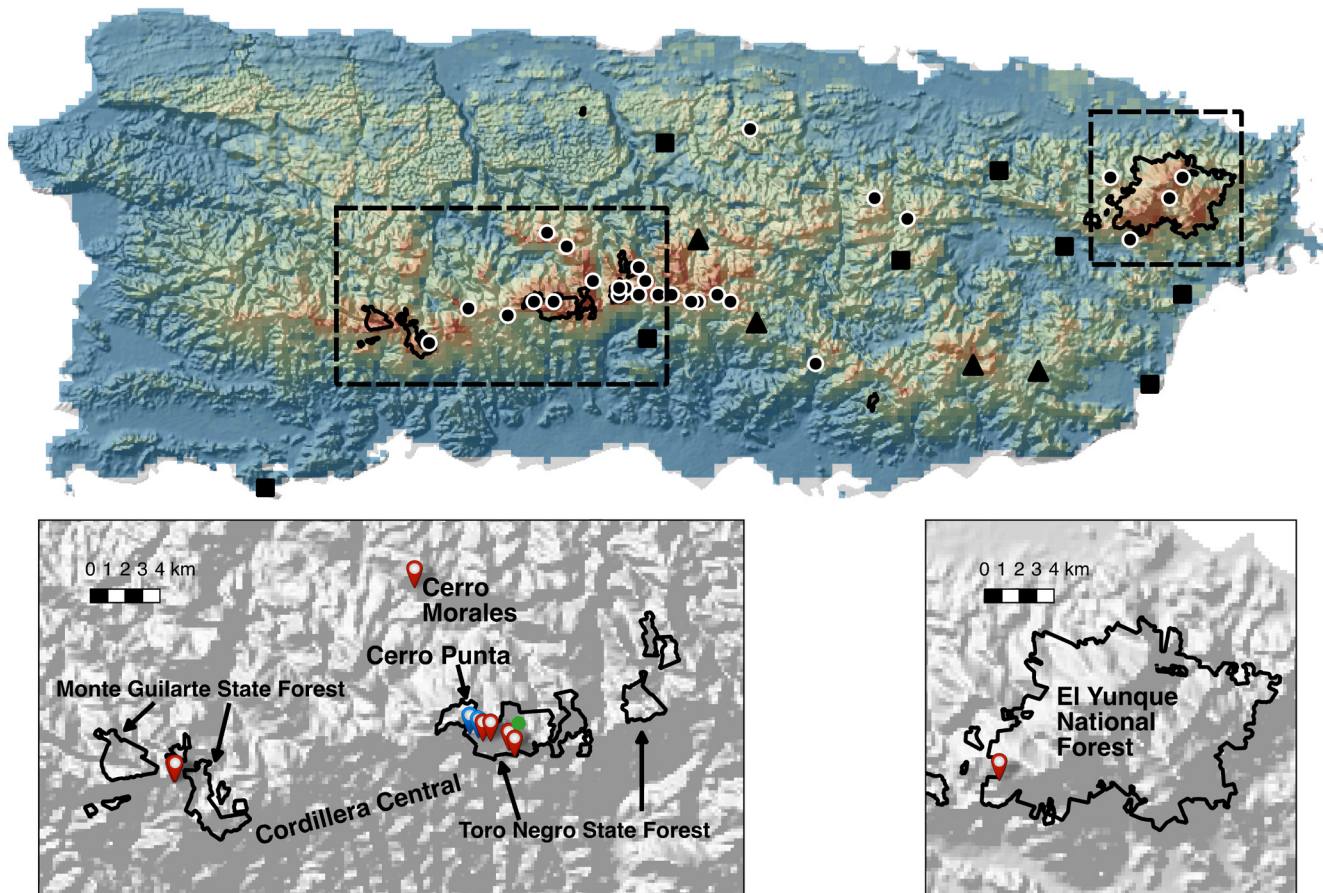 0 1 2 3 4 km
Cerro
Morales
Cerro Punta
Monte Guilarte State Forest
Cordillera Central
Toro Negro State Forest
0 1 2 3 4 km
El Yunque
National
Forest